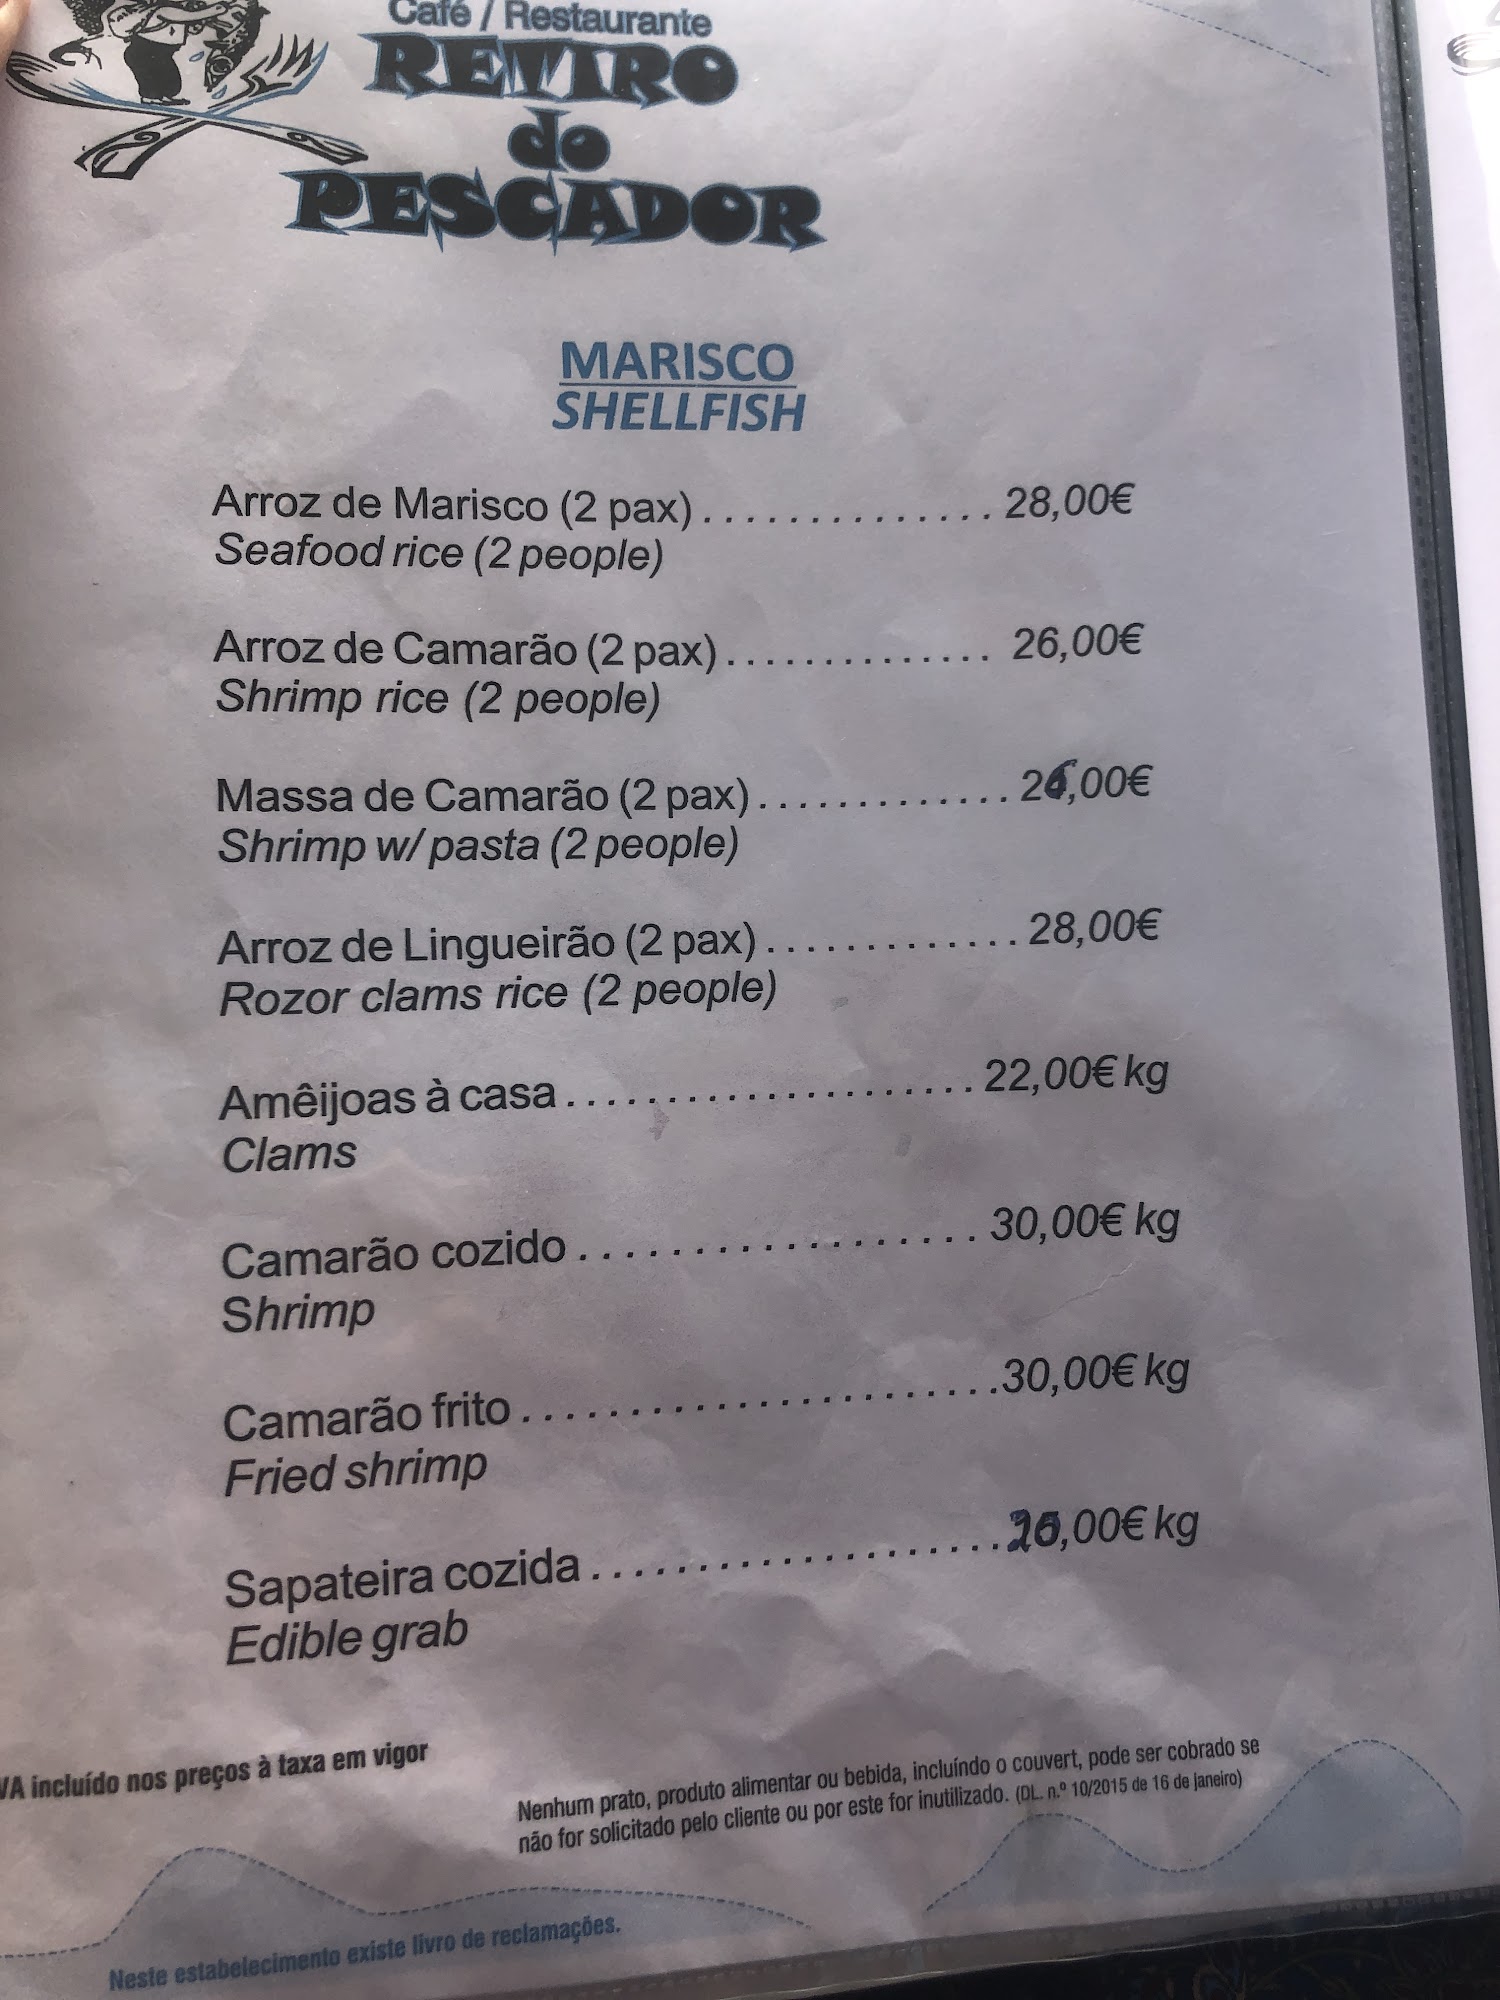 Café / Restaurante
RETIRO
do
PESCADOR
MARISCO
SHELLFISH
Arroz de Marisco (2 pax) . . . . . . . . . . . . . . 28,00€
Seafood rice (2 people)
Arroz de Camarão (2 pax) . . . . . . . . . . . . . . 26,00€
Shrimp rice (2 people)
Massa de Camarão (2 pax) . . . . . . . . . . . . . 26,00€
Shrimp w/ pasta (2 people)
Arroz de Lingueirão (2 pax) . . . . . . . . . . . . . 28,00€
Rozor clams rice (2 people)
Amêijoas à casa . . . . . . . . . . . . . . . . . . . . 22,00€ kg
Clams
Camarão cozido . . . . . . . . . . . . . . . . . . . 30,00€ kg
Shrimp
Camarão frito . . . . . . . . . . . . . . . . . . . . . . .30,00€ kg
Fried shrimp
Sapateira cozida . . . . . . . . . . . . . . . . . . . . € kg
Edible grab
incluído nos preços à taxa em vigor
Nenhum prato, produto alimentar ou bebida, incluíndo o couvert, pode ser cobrado se
não for solicitado pelo cliente ou por este for inutilizado. (DL. n.º 10/2015 de 16 de Janeiro)
Neste estabelecimento existe livro de reclamações.